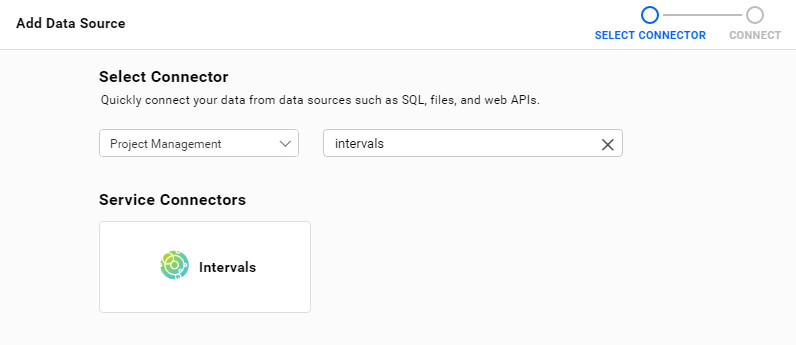 Add Data Source
SELECT CONNECTOR
CONNECT
Select Connector
Quickly connect your data from data sources such as SQL, files, and web APIs.
Project Management
intervals
Service Connectors
Intervals